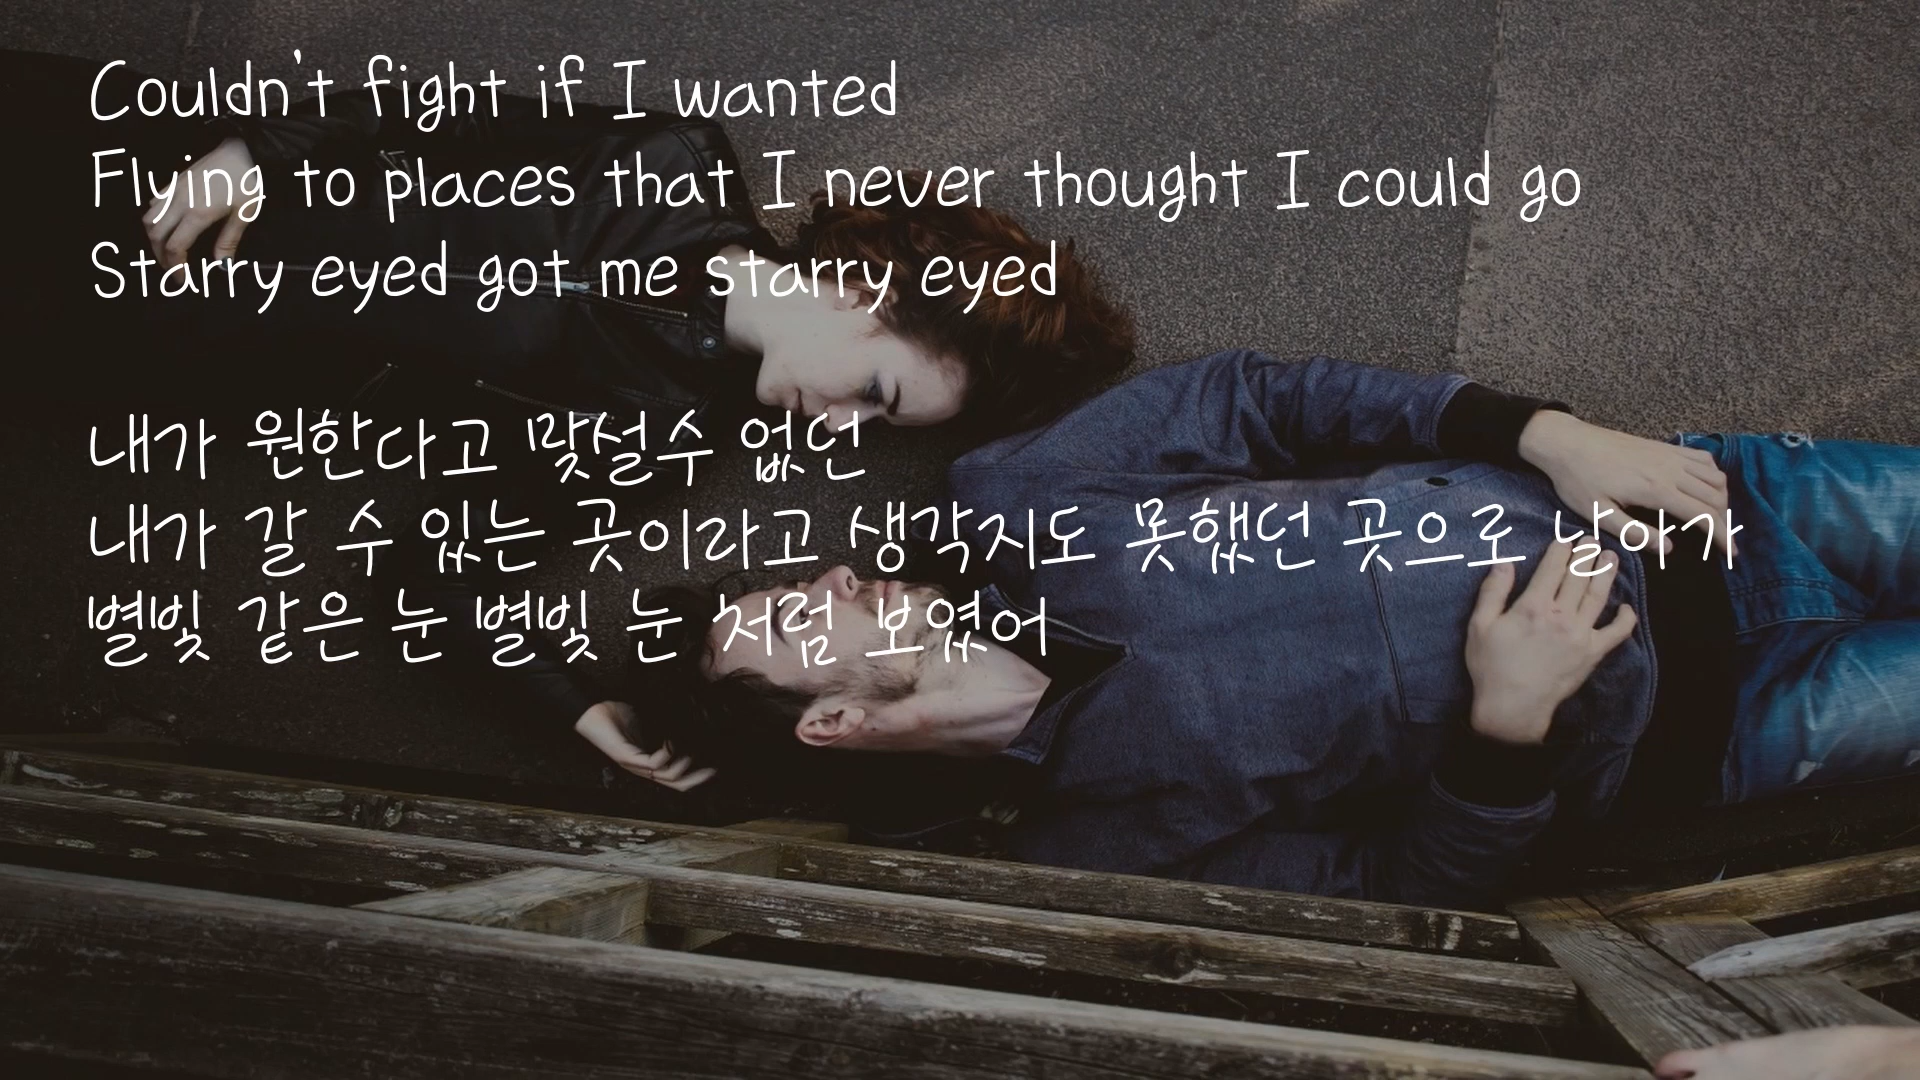 Couldn't fight if I wanted
Flying to places that I never thought I could go
Starry eyed got me starry eyed
내가 원한다고 맞설수 없던
내가 갈 수 있는 곳이라고 생각지도 못했던 곳으로 날아가
별빛 같은 눈 별빛 눈 처럼 보였어